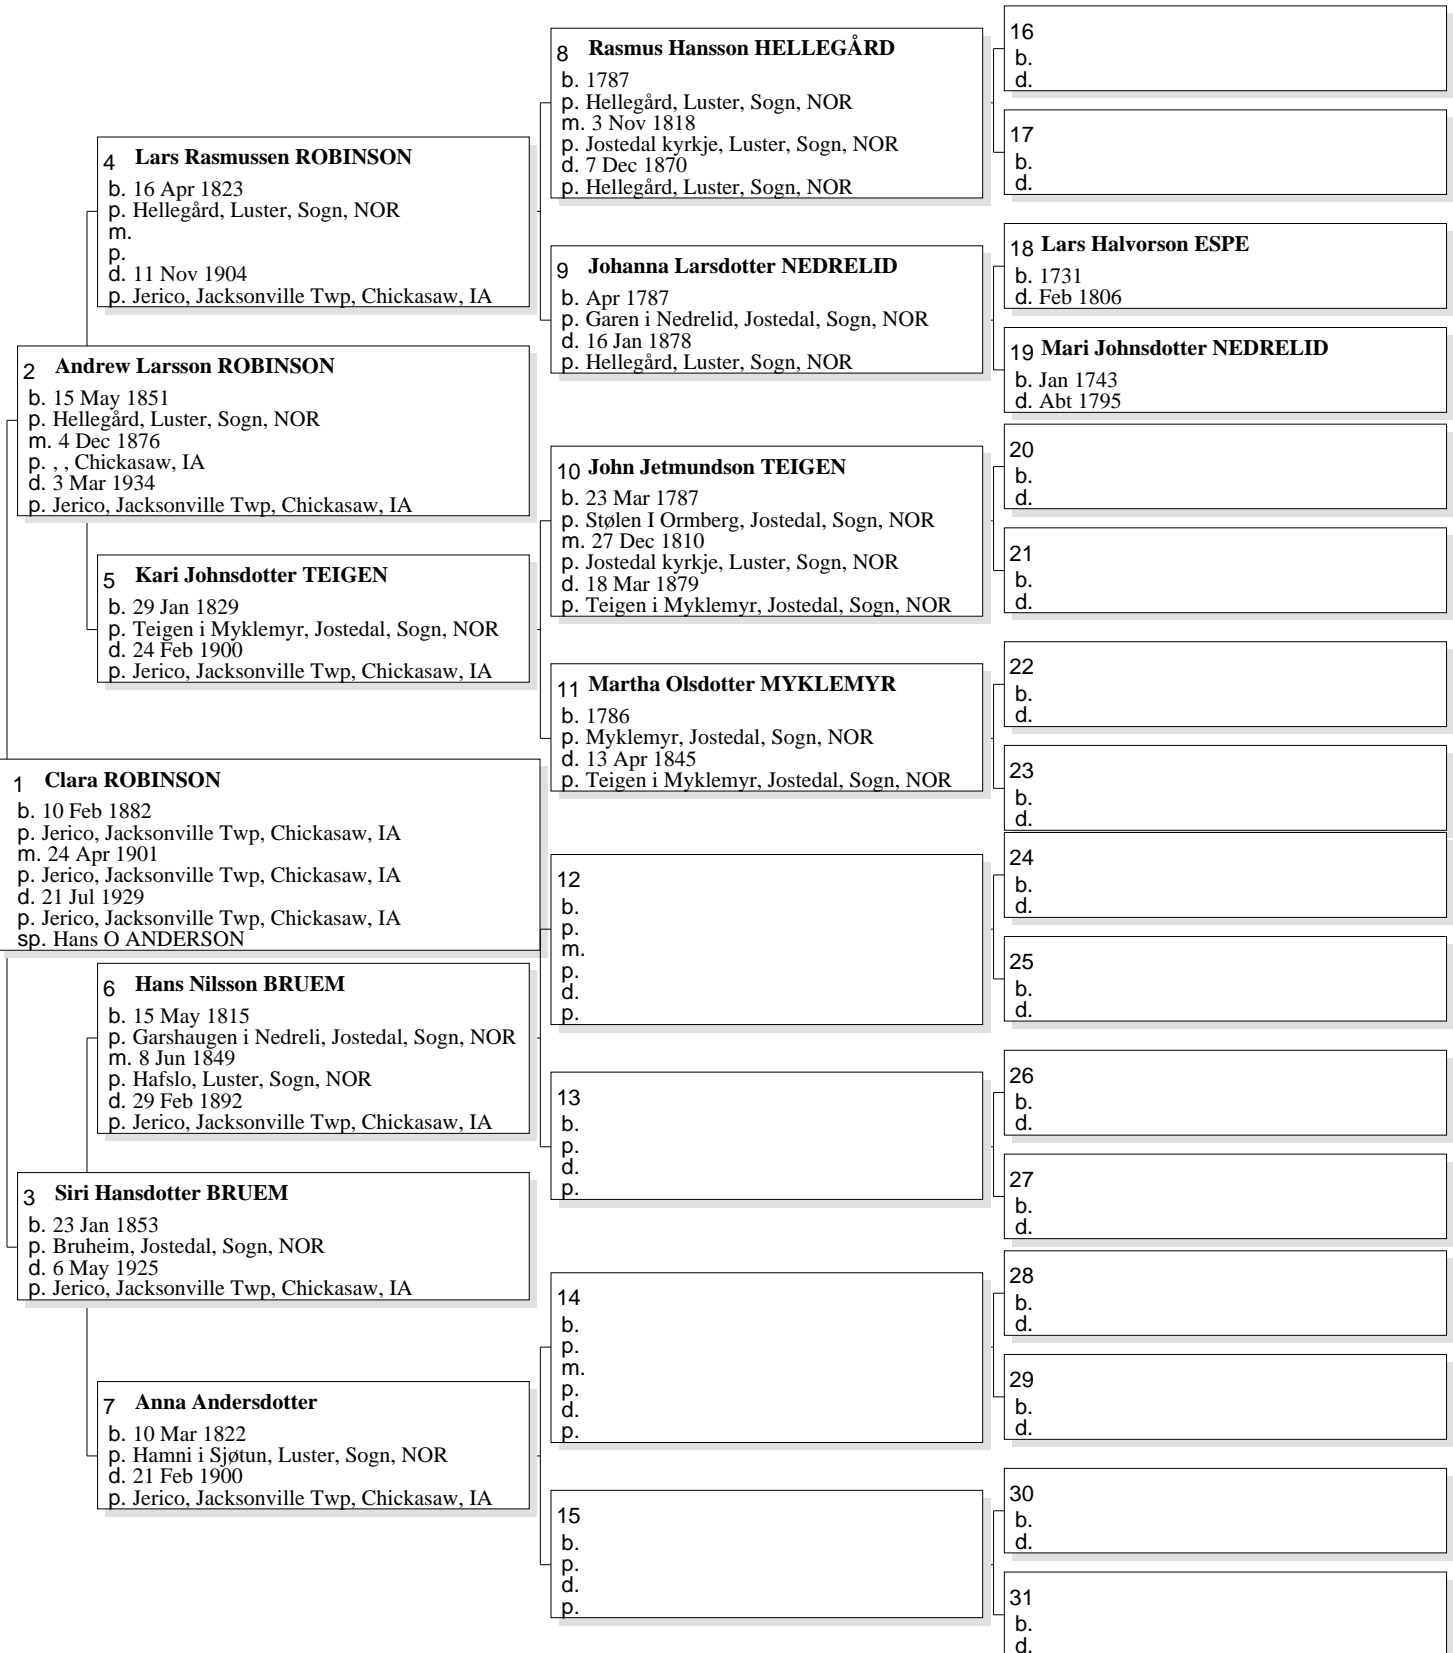 1 Clara ROBINSON
b. 10 Feb 1882
p. Jerico, Jacksonville Twp, Chickasaw, IA
m. 24 Apr 1901
p. Jerico, Jacksonville Twp, Chickasaw, IA
d. 21 Jul 1929
p. Jerico, Jacksonville Twp, Chickasaw, IA
sp. Hans O ANDERSON
2 Andrew Larsson ROBINSON
b. 15 May 1851
p. Hellegård, Luster, Sogn, NOR
m. 4 Dec 1876
p. , , Chickasaw, IA
d. 3 Mar 1934
p. Jerico, Jacksonville Twp, Chickasaw, IA
3 Siri Hansdotter BRUEM
b. 23 Jan 1853
p. Bruheim, Jostedal, Sogn, NOR
d. 6 May 1925
p. Jerico, Jacksonville Twp, Chickasaw, IA
4 Lars Rasmussen ROBINSON
b. 16 Apr 1823
p. Hellegård, Luster, Sogn, NOR
m.
p.
d. 11 Nov 1904
p. Jerico, Jacksonville Twp, Chickasaw, IA
5 Kari Johnsdotter TEIGEN
b. 29 Jan 1829
p. Teigen i Myklemyr, Jostedal, Sogn, NOR
d. 24 Feb 1900
p. Jerico, Jacksonville Twp, Chickasaw, IA
6 Hans Nilsson BRUEM
b. 15 May 1815
p. Garshaugen i Nedreli, Jostedal, Sogn, NOR
m. 8 Jun 1849
p. Hafslo, Luster, Sogn, NOR
d. 29 Feb 1892
p. Jerico, Jacksonville Twp, Chickasaw, IA
7 Anna Andersdotter
b. 10 Mar 1822
p. Hamni i Sjøtun, Luster, Sogn, NOR
d. 21 Feb 1900
p. Jerico, Jacksonville Twp, Chickasaw, IA
8 Rasmus Hansson HELLEGÅRD
b. 1787
p. Hellegård, Luster, Sogn, NOR
m. 3 Nov 1818
p. Jostedal kyrkje, Luster, Sogn, NOR
d. 7 Dec 1870
p. Hellegård, Luster, Sogn, NOR
9 Johanna Larsdotter NEDRELID
b. Apr 1787
p. Garen i Nedrelid, Jostedal, Sogn, NOR
d. 16 Jan 1878
p. Hellegård, Luster, Sogn, NOR
10 John Jetmundson TEIGEN
b. 23 Mar 1787
p. Stølen I Ormberg, Jostedal, Sogn, NOR
m. 27 Dec 1810
p. Jostedal kyrkje, Luster, Sogn, NOR
d. 18 Mar 1879
p. Teigen i Myklemyr, Jostedal, Sogn, NOR
11 Martha Olsdotter MYKLEMYR
b. 1786
p. Myklemyr, Jostedal, Sogn, NOR
d. 13 Apr 1845
p. Teigen i Myklemyr, Jostedal, Sogn, NOR
12
b.
p.
m.
p.
d.
p.
13
b.
p.
d.
p.
14
b.
p.
m.
p.
d.
p.
15
b.
p.
d.
p.
16
b.
d.
17
b.
d.
18 Lars Halvorson ESPE
b. 1731
d. Feb 1806
19 Mari Johnsdotter NEDRELID
b. Jan 1743
d. Abt 1795
20
b.
d.
21
b.
d.
22
b.
d.
23
b.
d.
24
b.
d.
25
b.
d.
26
b.
d.
27
b.
d.
28
b.
d.
29
b.
d.
30
b.
d.
31
b.
d.